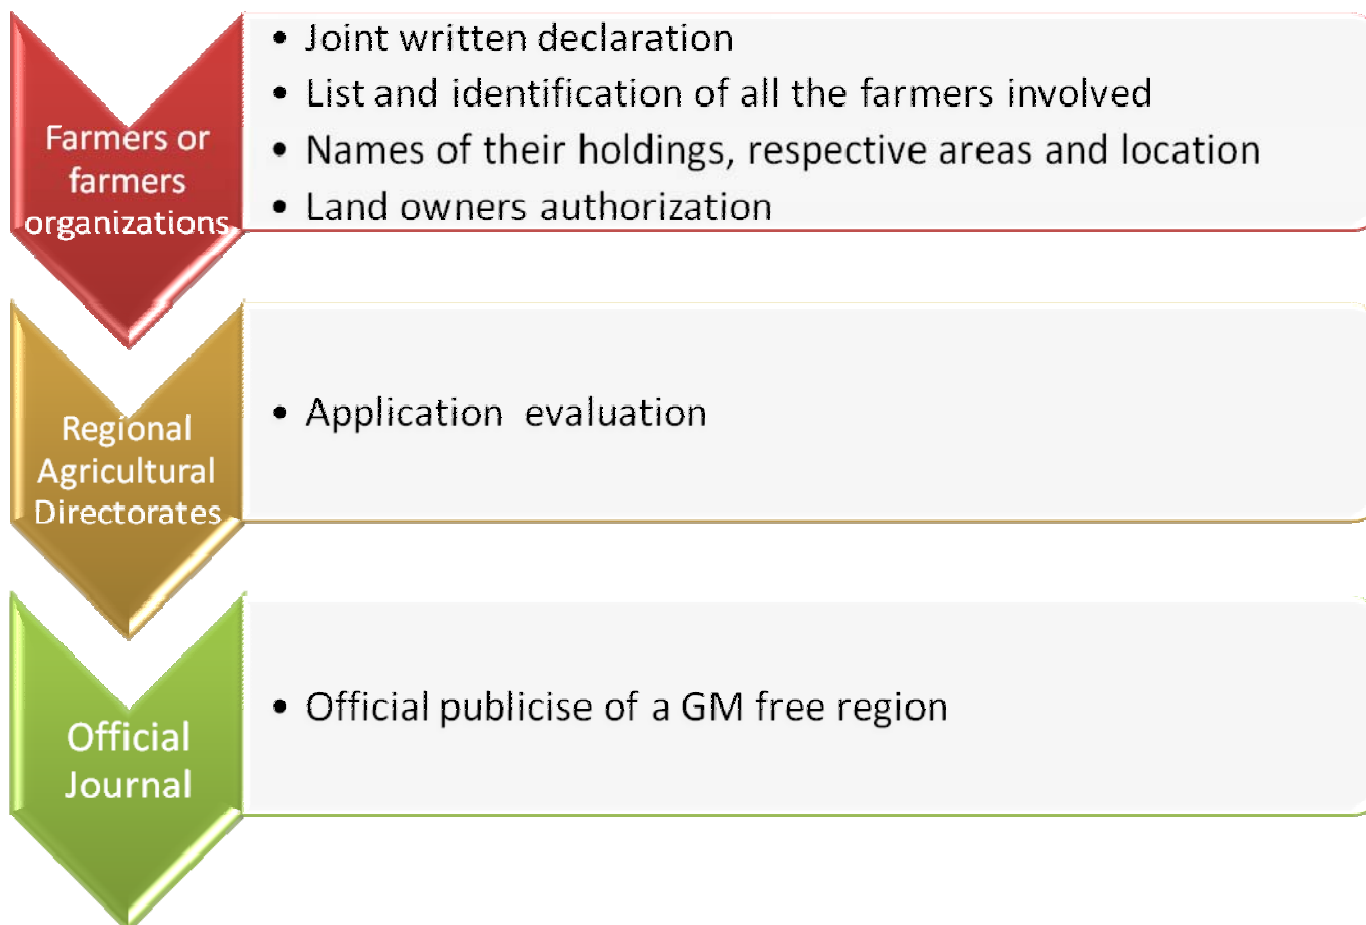 Farmers or
farmers
organizations
• Joint written declaration
• List and identification of all the farmers involved
• Names of their holdings, respective areas and location
• Land owners authorization
Regional
Agricultural
Directorates
• Application evaluation
Official
Journal
• Official publicise of a GM free region